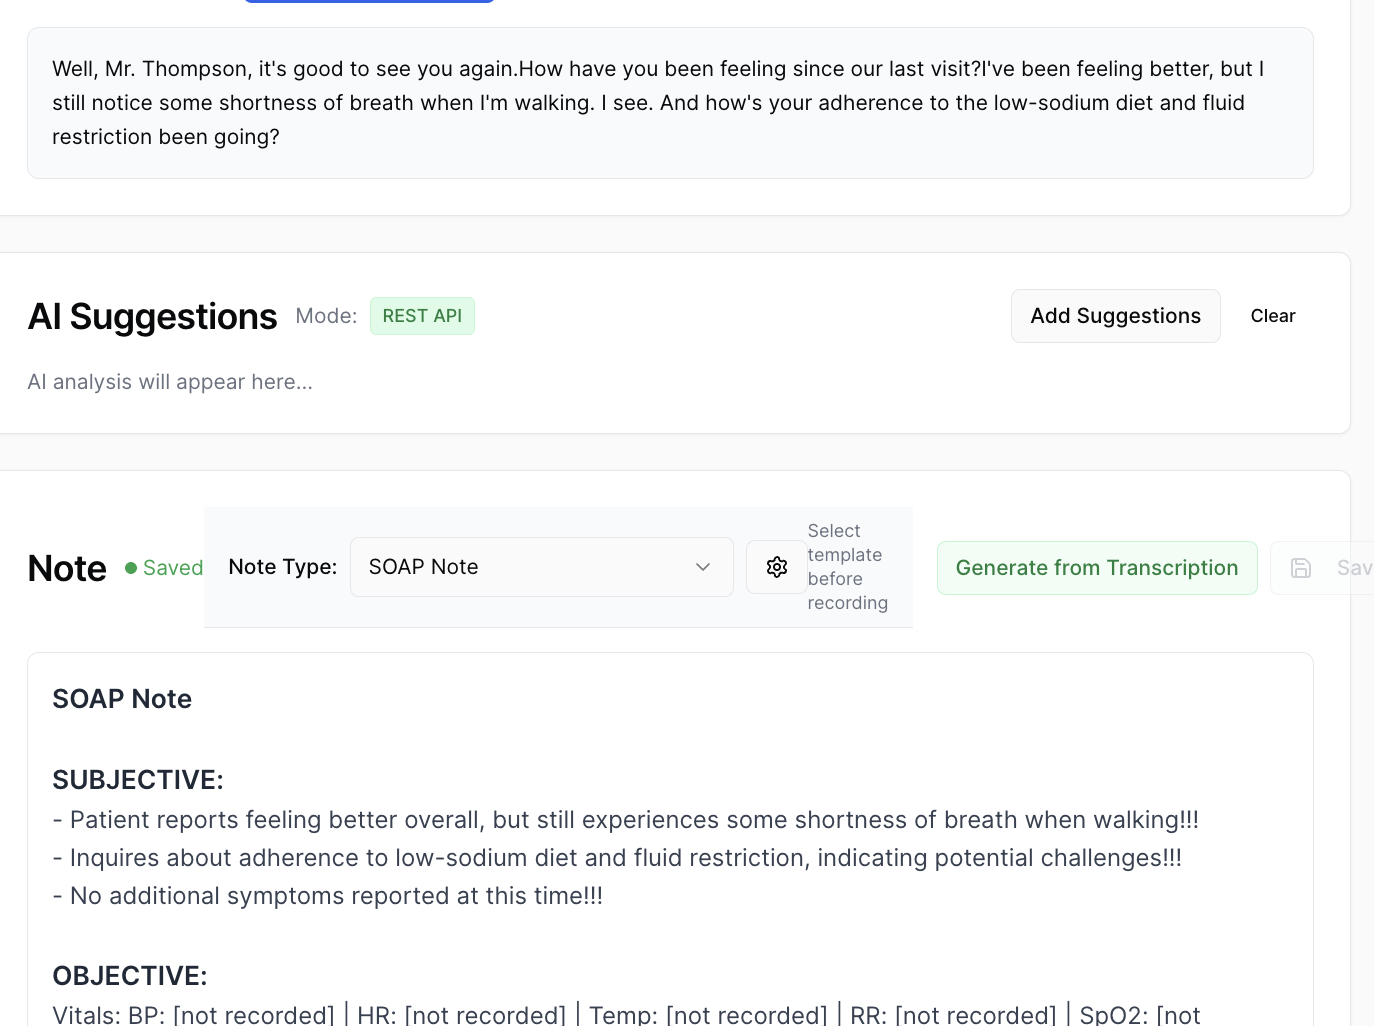 Well, Mr. Thompson, it's good to see you again.How have you been feeling since our last visit?I've been feeling better, but I
still notice some shortness of breath when I'm walking. I see. And how's your adherence to the low-sodium diet and fluid
restriction been going?
AI Suggestions Mode: REST API Add Suggestions Clear
AI analysis will appear here...
Note Saved Note Type: SOAP Note
Select
template
before
recording
Generate from Transcription
SOAP Note
SUBJECTIVE:
- Patient reports feeling better overall, but still experiences some shortness of breath when walking!!!
- Inquires about adherence to low-sodium diet and fluid restriction, indicating potential challenges!!!
- No additional symptoms reported at this time!!!
OBJECTIVE:
Vitals: BP: [not recorded] | HR: [not recorded] | Temp: [not recorded] | RR: [not recorded] | SpO2: [not